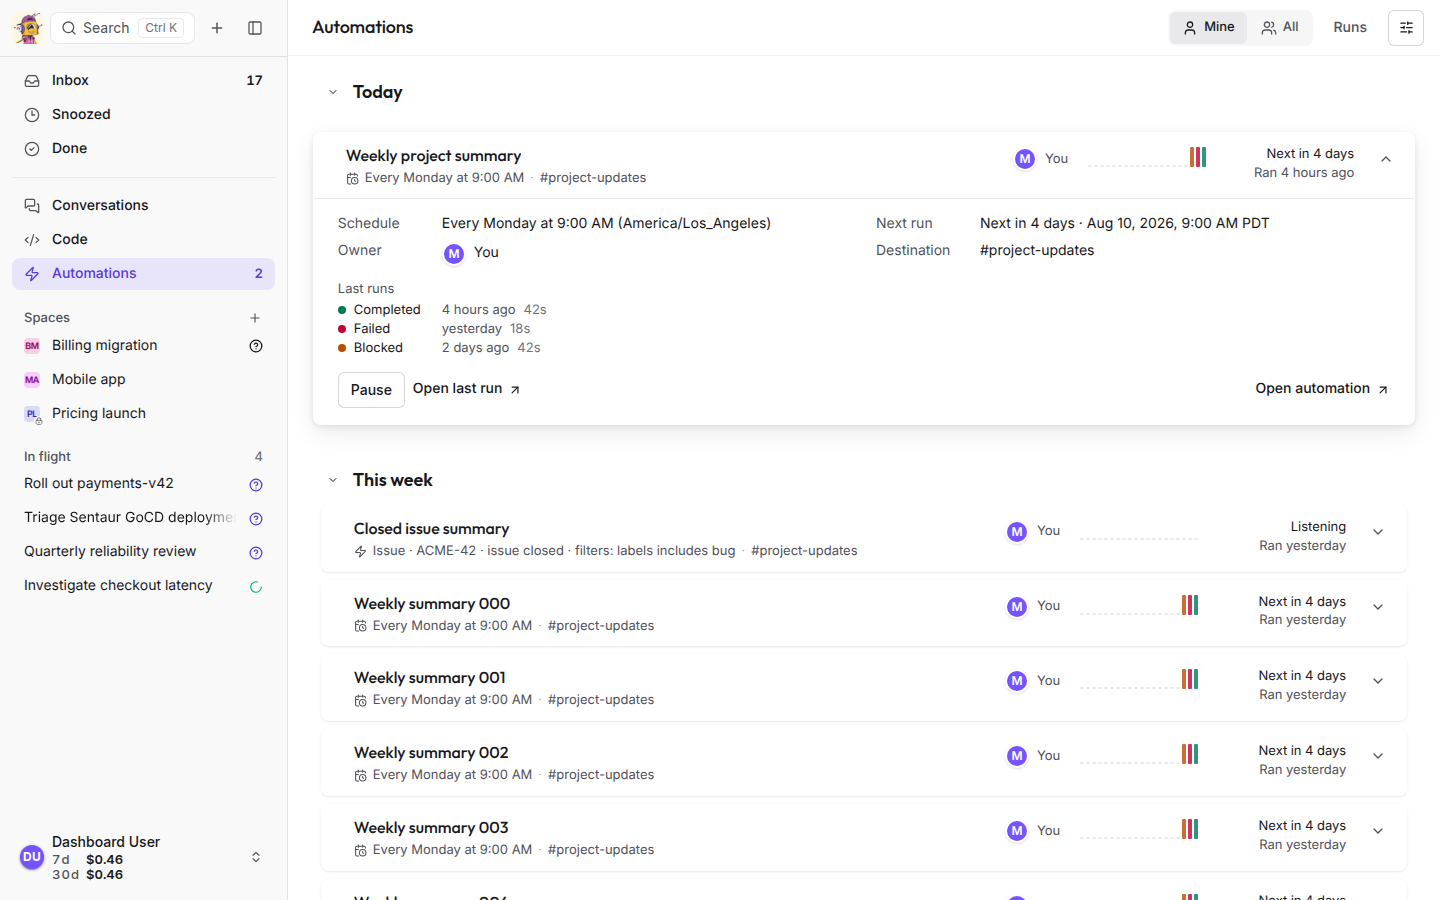 Search Ctrl K
Inbox 17
Snoozed
Done
Conversations
Code
Automations 2
Spaces
BM Billing migration
MA Mobile app
PL Pricing launch
In flight 4
Roll out payments-v42
Triage Sentaur GoCD deployme
Quarterly reliability review
Investigate checkout latency
DU Dashboard User
7d $0.46
30d $0.46
Automations
Mine All Runs
Today
Weekly project summary
Every Monday at 9:00 AM · #project-updates
M You
Next in 4 days
Ran 4 hours ago
Schedule Every Monday at 9:00 AM (America/Los_Angeles)
Next run Next in 4 days · Aug 10, 2026, 9:00 AM PDT
Owner M You
Destination #project-updates
Last runs
Completed 4 hours ago 42s
Failed yesterday 18s
Blocked 2 days ago 42s
Pause Open last run
Open automation
This week
Closed issue summary
Issue · ACME-42 · issue closed · filters: labels includes bug · #project-updates
M You
Listening
Ran yesterday
Weekly summary 000
Every Monday at 9:00 AM · #project-updates
M You
Next in 4 days
Ran yesterday
Weekly summary 001
Every Monday at 9:00 AM · #project-updates
M You
Next in 4 days
Ran yesterday
Weekly summary 002
Every Monday at 9:00 AM · #project-updates
M You
Next in 4 days
Ran yesterday
Weekly summary 003
Every Monday at 9:00 AM · #project-updates
M You
Next in 4 days
Ran yesterday